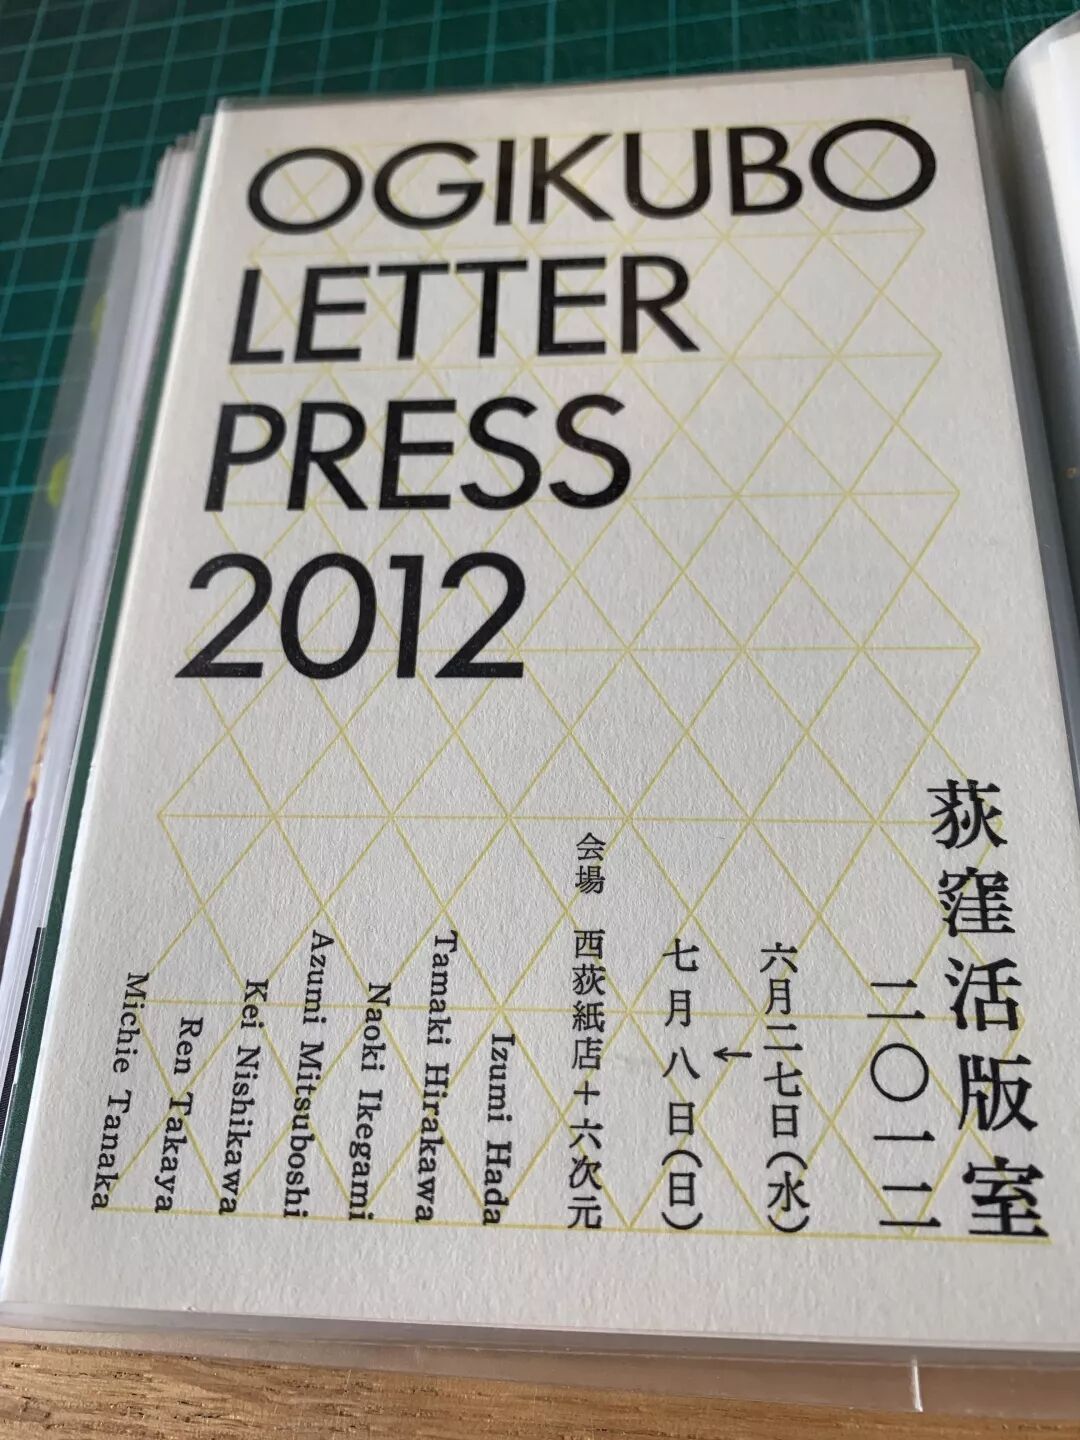 OGIKUBO
LETTER
PRESS
2012
荻窪活版室
二〇一二
六月二七日(水)
←
七月八日(日)
会場 西荻紙店+六次元
Izumi Hada
Tamaki Hirakawa
Naoki Ikegami
Azumi Mitsuboshi
Kei Nishikawa
Ren Takaya
Michie Tanaka